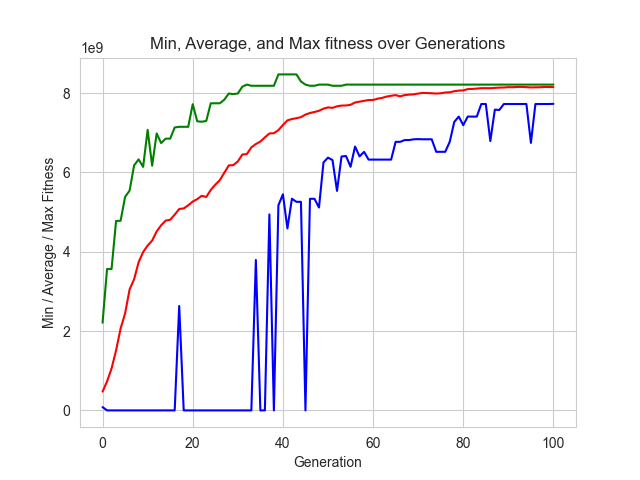 Min, Average, and Max fitness over Generations
1e9
8
6
4
2
0
Min / Average / Max Fitness
0 20 40 60 80 100
Generation